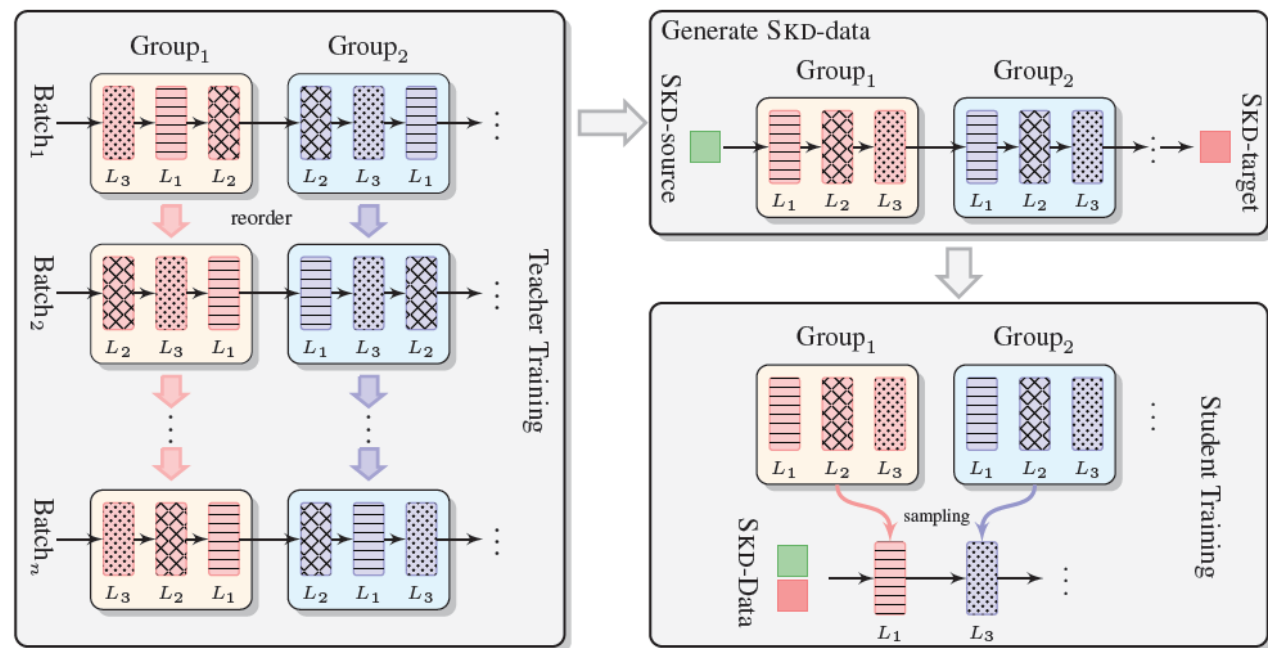 Group₁ Group₂
Batch₁
L₃ L₁ L₂ L₂ L₃ L₁ ⋯
reorder
Batch₂
L₂ L₃ L₁ L₁ L₃ L₂ ⋯
⋯ ⋯
Batchₙ
L₃ L₂ L₁ L₂ L₁ L₃ ⋯
Teacher Training
Generate SKD-data
Group₁ Group₂
SKD-source
L₁ L₂ L₃ L₁ L₂ L₃ ⋯
SKD-target
Group₁ Group₂
L₁ L₂ L₃ L₁ L₂ L₃ ⋯
sampling
SKD-Data
L₁ L₃ ⋯
Student Training